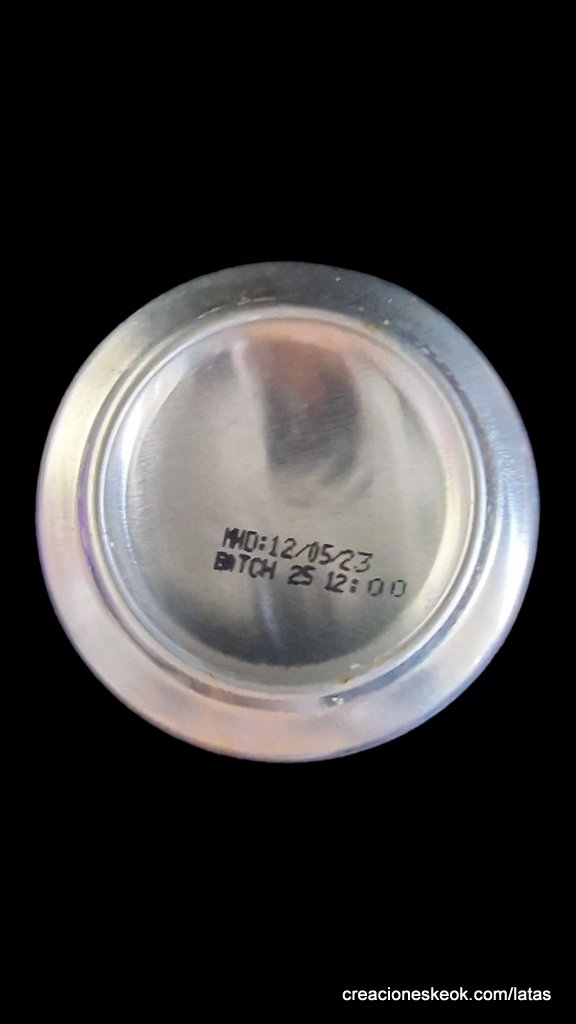 MHD:12/05/23
BATCH 25 12:00
creacioneskeok.com/latas